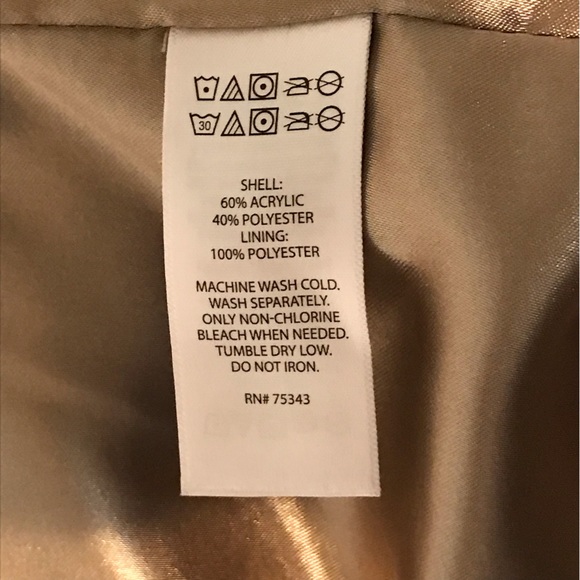 30
SHELL:
60% ACRYLIC
40% POLYESTER
LINING:
100% POLYESTER
MACHINE WASH COLD.
WASH SEPARATELY.
ONLY NON-CHLORINE
BLEACH WHEN NEEDED.
TUMBLE DRY LOW.
DO NOT IRON.
RN# 75343